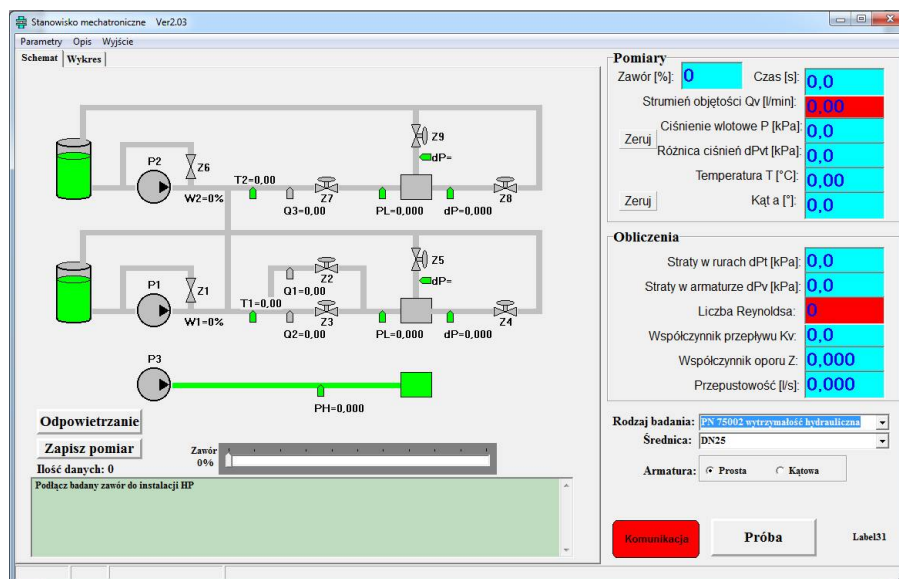 Stanowisko mechatroniczne Ver2.03
Parametry Opis Wyjście
Schemat Wykres
P2
Z6
W2=0%
T2=0,00
Q3=0,00
Z7
Z9
dP=
PL=0,000
dP=0,000
Z8
P1
Z1
W1=0%
T1=0,00
Q1=0,00
Z2
Q2=0,00
Z3
Z5
dP=
PL=0,000
dP=0,000
Z4
P3
PH=0,000
Odpowietrzanie
Zapisz pomiar
Ilość danych: 0
Zawór
0%
Podłącz badany zawór do instalacji HP
Pomiary
Zawór [%]: 0 Czas [s]: 0,0
Strumień objętości Qv [l/min]: 0,00
Ciśnienie wlotowe P [kPa]: 0,0
Zeruj
Różnica ciśnień dPvt [kPa]: 0,0
Temperatura T [°C]: 0,00
Zeruj Kąt a [°]: 0,0
Obliczenia
Straty w rurach dPt [kPa]: 0,0
Straty w armaturze dPv [kPa]: 0,0
Liczba Reynoldsa: 0
Współczynnik przepływu Kv: 0,0
Współczynnik oporu Z: 0,000
Przepustowość [l/s]: 0,000
Rodzaj badania: PN 75002 wytrzymałość hydrauliczna
Średnica: DN25
Armatura: Prosta Kątowa
Komunikacja Próba Label31